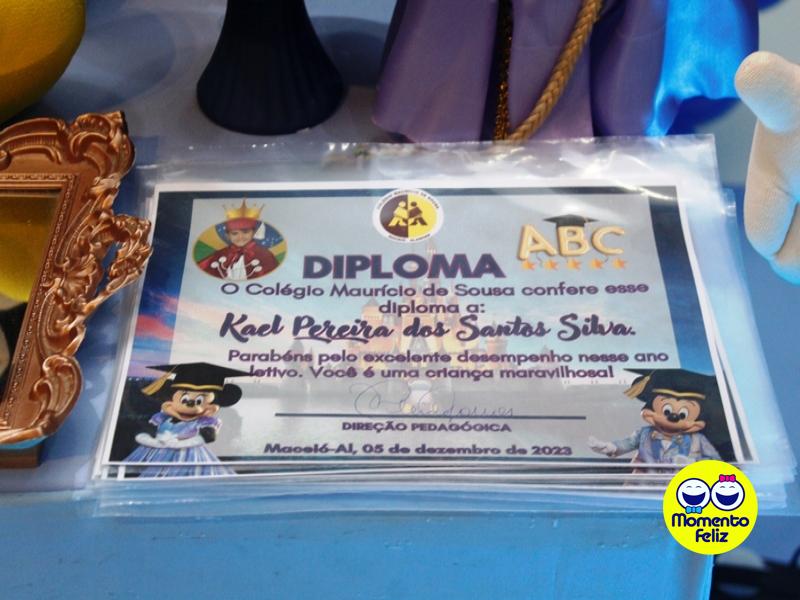 ABC
DIPLOMA
O Colégio Maurício de Sousa confere esse
diploma a:
Kael Pereira dos Santos Silva.
Parabéns pelo excelente desempenho nesse ano
letivo. Você é uma criança maravilhosa!
DIREÇÃO PEDAGÓGICA
Maceió-Al, 05 de dezembro de 2023
Momento
Feliz